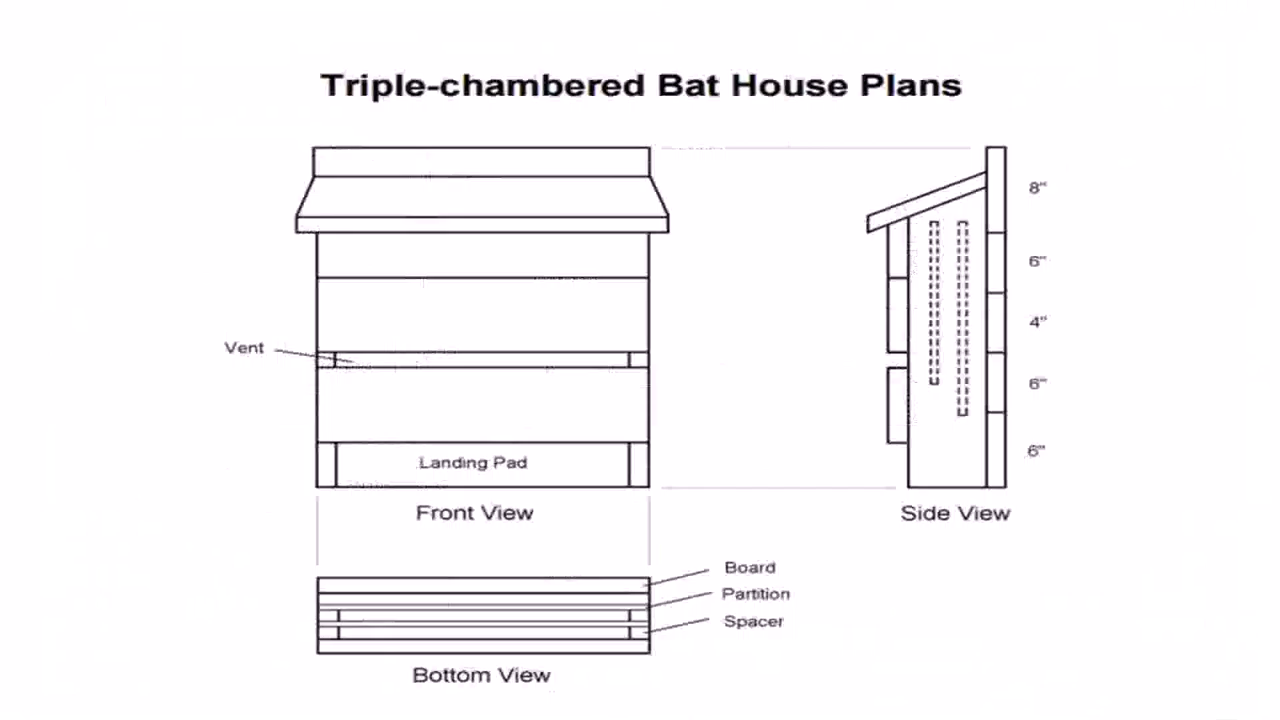 Triple-chambered Bat House Plans
8"
6"
Vent
4"
6"
Landing Pad
6"
Front View
Side View
Board
Partition
Spacer
Bottom View